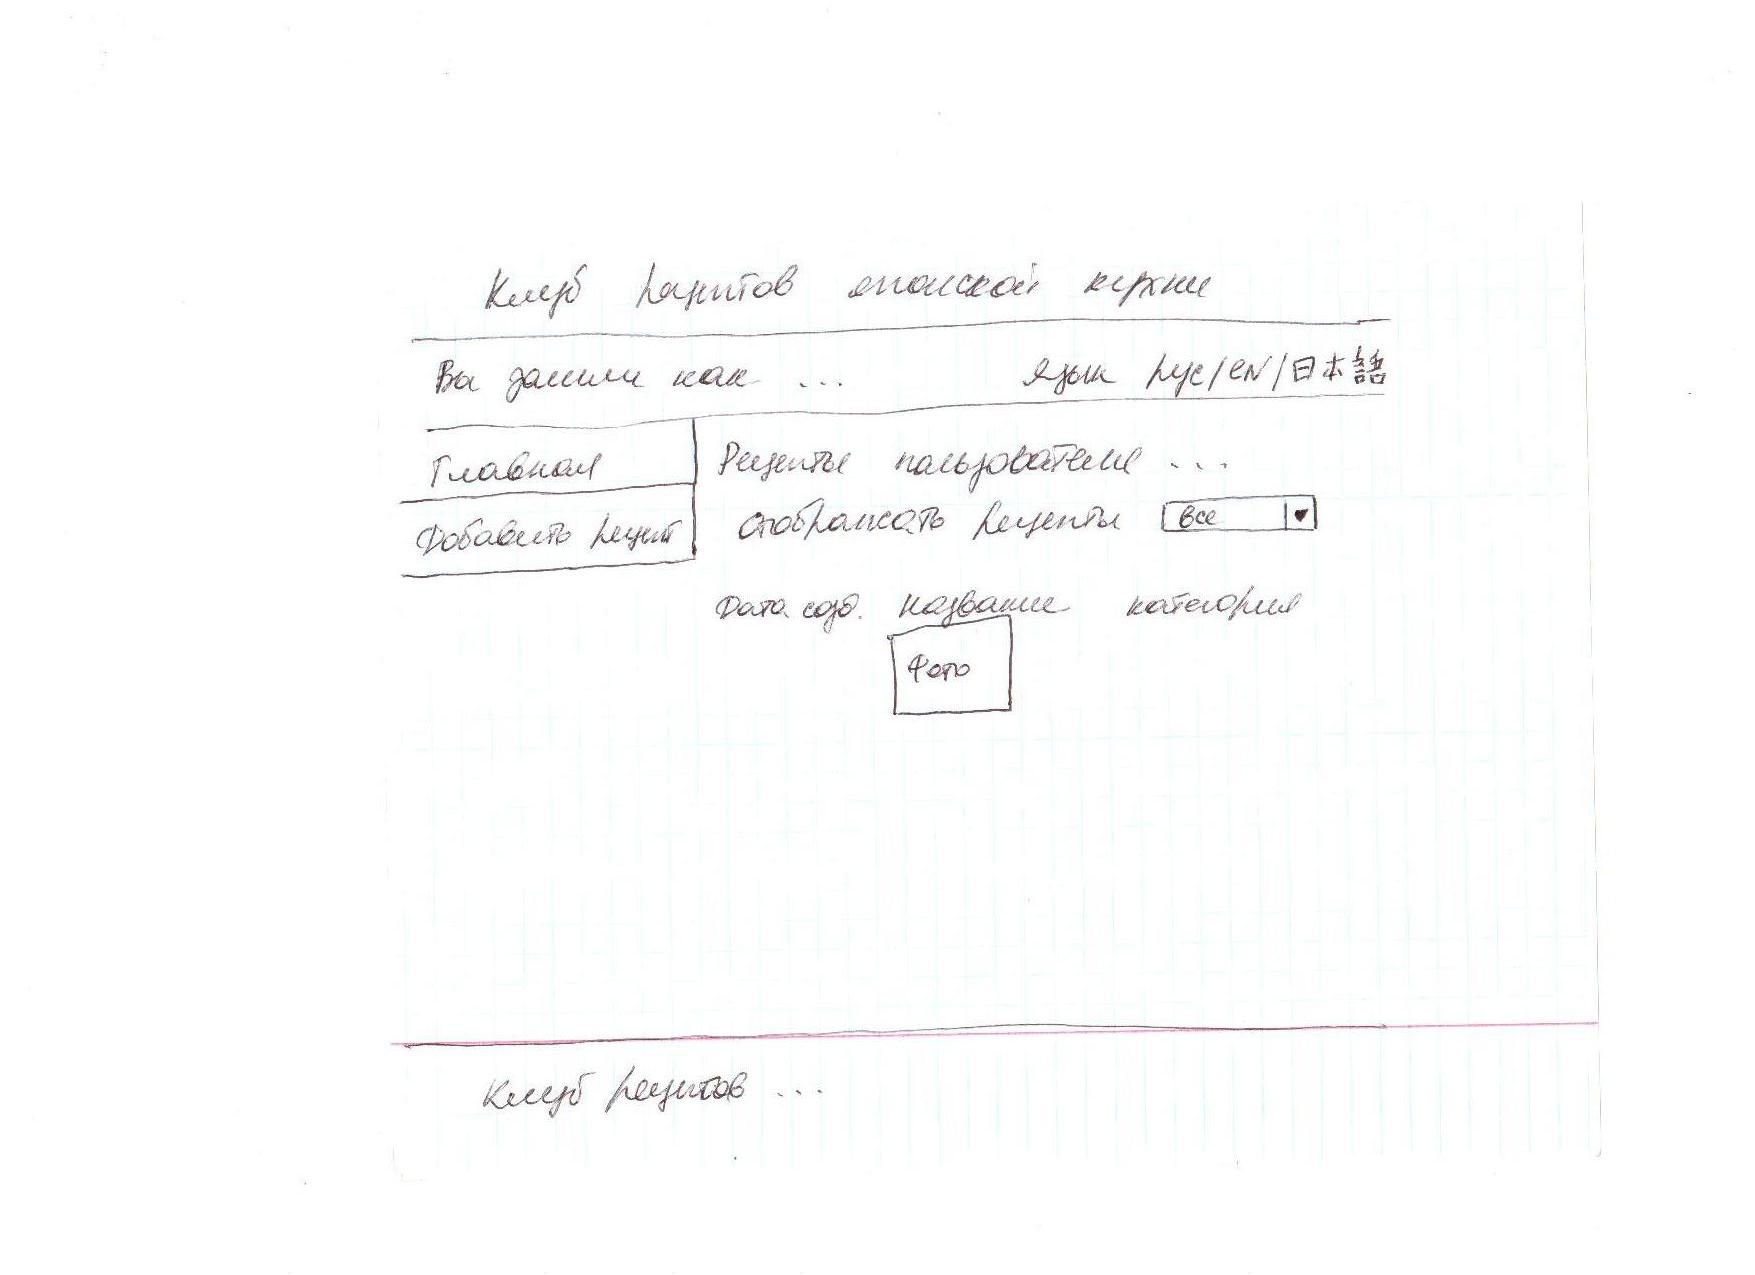 Клуб рецептов японской кухни
Вы зашли как ... язык рус/en/日本語
Главная
Добавить рецепт
Рецепты пользователя ...
Отображать рецепты Все
Дата созд. название категория
Фото
Клуб рецептов ...